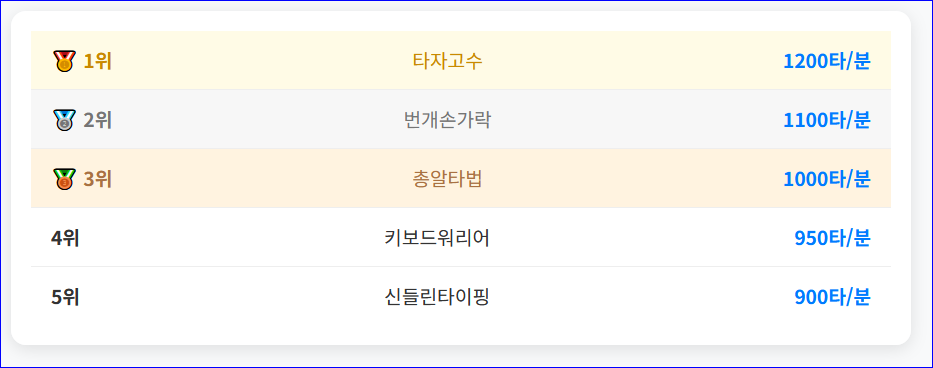 🥇 1위 타자고수 1200타/분
🥈 2위 번개손가락 1100타/분
🥉 3위 총알타법 1000타/분
4위 키보드워리어 950타/분
5위 신들린타이핑 900타/분